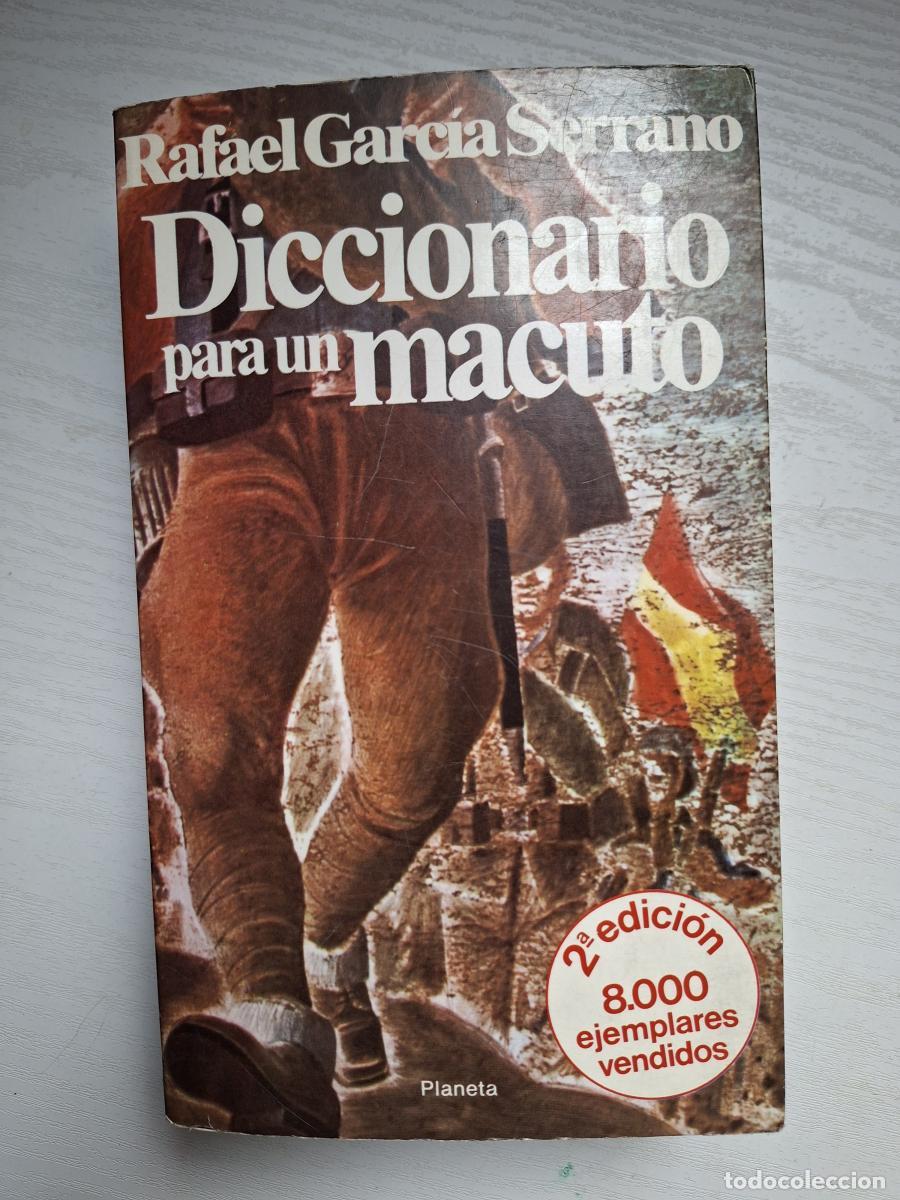 Rafael García Serrano
Diccionario
para un macuto
2ª edición
8.000
ejemplares
vendidos
Planeta
todocoleccion